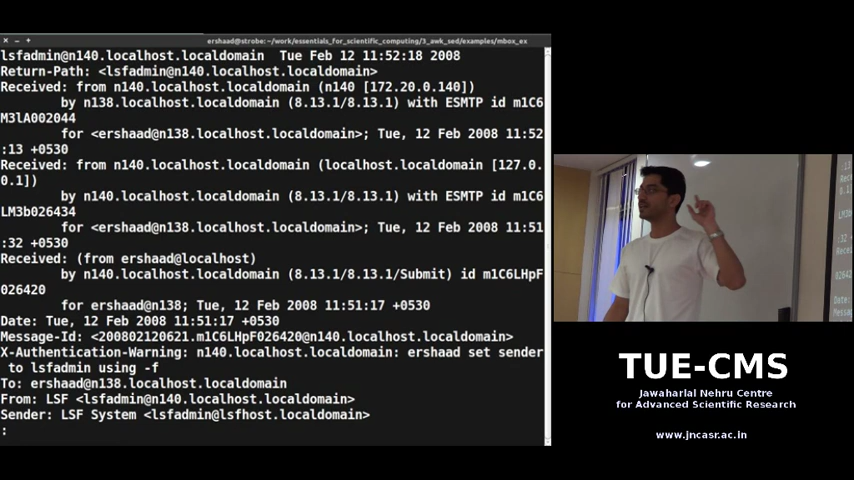 ershaad@strobe: ~/work/essentials_for_scientific_computing/3_awk_sed/examples/mbox_ex
lsfadmin@n140.localhost.localdomain  Tue Feb 12 11:52:18 2008
Return-Path: <lsfadmin@n140.localhost.localdomain>
Received: from n140.localhost.localdomain (n140 [172.20.0.140])
by n138.localhost.localdomain (8.13.1/8.13.1) with ESMTP id m1C6
M3lA002044
for <ershaad@n138.localhost.localdomain>; Tue, 12 Feb 2008 11:52
:13 +0530
Received: from n140.localhost.localdomain (localhost.localdomain [127.0.
0.1])
by n140.localhost.localdomain (8.13.1/8.13.1) with ESMTP id m1C6
LM3b026434
for <ershaad@n138.localhost.localdomain>; Tue, 12 Feb 2008 11:51
:32 +0530
Received: (from ershaad@localhost)
by n140.localhost.localdomain (8.13.1/8.13.1/Submit) id m1C6LHpF
026420
for ershaad@n138; Tue, 12 Feb 2008 11:51:17 +0530
Date: Tue, 12 Feb 2008 11:51:17 +0530
Message-Id: <200802120621.m1C6LHpF026420@n140.localhost.localdomain>
X-Authentication-Warning: n140.localhost.localdomain: ershaad set sender
to lsfadmin using -f
To: ershaad@n138.localhost.localdomain
From: LSF <lsfadmin@n140.localhost.localdomain>
Sender: LSF System <lsfadmin@lsfhost.localdomain>
:
TUE-CMS
Jawaharlal Nehru Centre
for Advanced Scientific Research
www.jncasr.ac.in